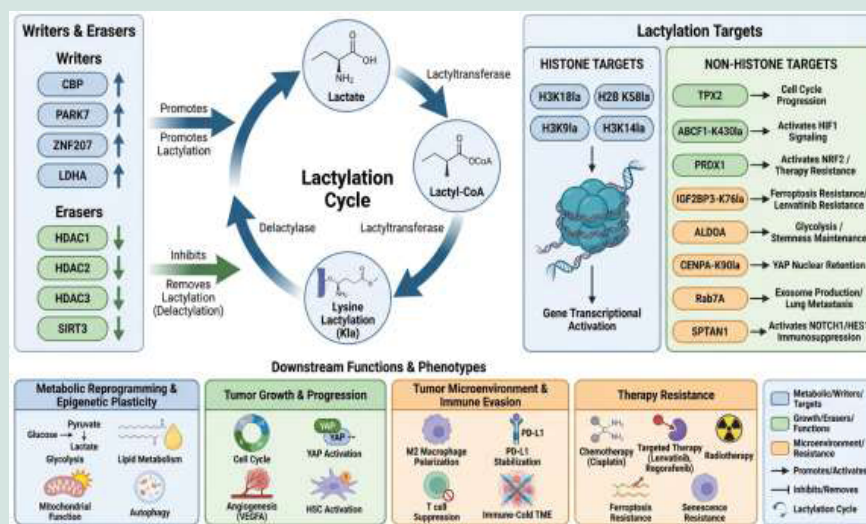 Writers & Erasers
Writers
CBP
PARK7
ZNF207
LDHA
Erasers
HDAC1
HDAC2
HDAC3
SIRT3
Promotes
Promotes
Lactylation
Inhibits
Removes
Lactylation
(Delactylation)
O
OH
NH₂
Lactate
Lactyltransferase
O
OCoA
Lactyl-CoA
Lactylation
Cycle
Delactylase
Lactyltransferase
Lysine
Lactylation
(Kla)
Lactylation Targets
HISTONE TARGETS
H3K18la
H2B K58la
H3K9la
H3K14la
Gene Transcriptional
Activation
NON-HISTONE TARGETS
TPX2
Cell Cycle
Progression
ABCF1-K430la
Activates HIF1
Signaling
PRDX1
Activates NRF2 /
Therapy Resistance
IGF2BP3-K76la
Ferroptosis Resistance/
Lenvatinib Resistance
ALDOA
Glycolysis /
Stemness Maintenance
CENPA-K90la
YAP Nuclear Retention
Rab7A
Exosome Production/
Lung Metastasis
SPTAN1
Activates NOTCH1/HES1
Immunosuppression
Downstream Functions & Phenotypes
Metabolic Reprogramming &
Epigenetic Plasticity
Glucose
Pyruvate
Lactate
Glycolysis
Lipid Metabolism
Mitochondrial
Function
Autophagy
Tumor Growth & Progression
Cell Cycle
YAP
YAP
YAP Activation
Angiogenesis
(VEGFA)
HSC Activation
Tumor Microenvironment &
Immune Evasion
M2 Macrophage
Polarization
PD-L1
PD-L1
Stabilization
T cell
Suppression
Immune-Cold TME
Therapy Resistance
NH₂
NH₂
Chemotherapy
(Cisplatin)
Targeted Therapy
(Lenvatinib,
Regorafenib)
Radiotherapy
Ferroptosis
Resistance
Senescence
Resistance
Metabolic/Writers/
Targets
Growth/Erasers/
Functions
Microenvironment/
Resistance
Promotes/Activates
Inhibits/Removes
Lactylation Cycle